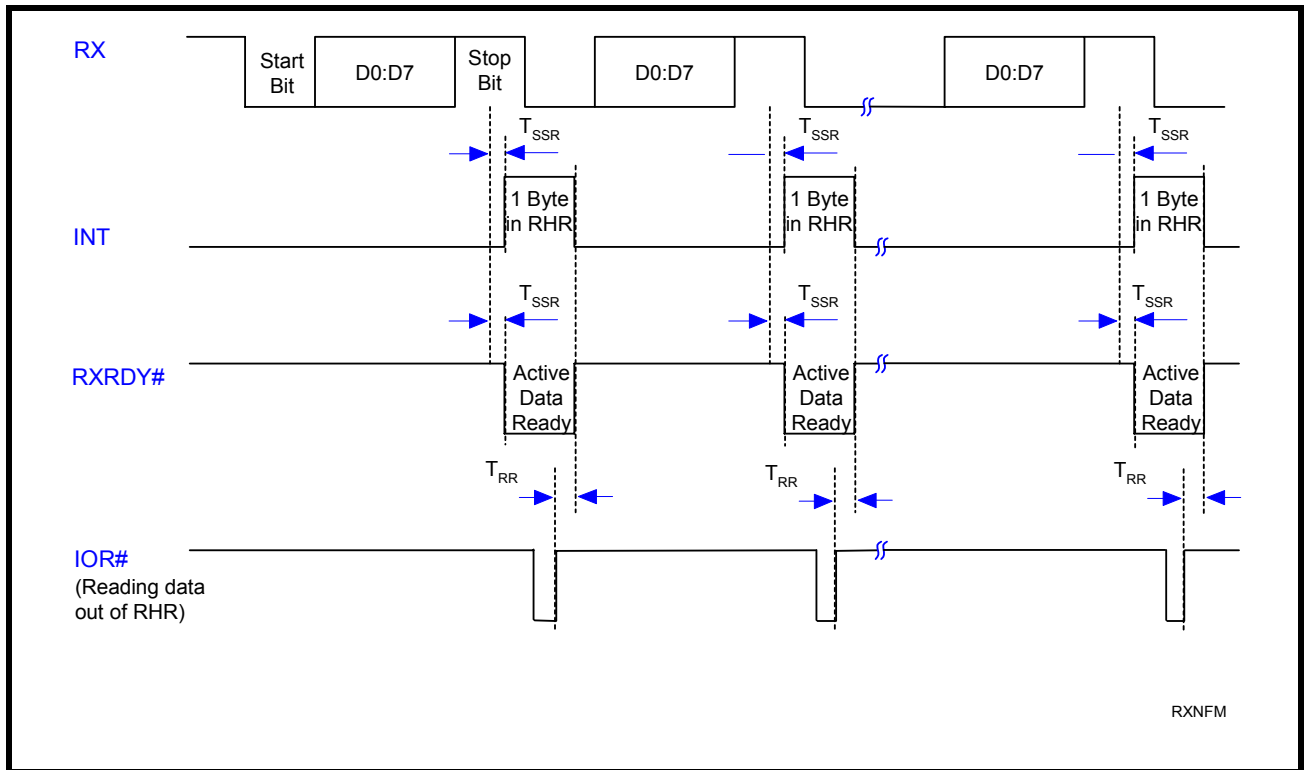 RX
Start
Bit
D0:D7
Stop
Bit
D0:D7
D0:D7
TSSR
TSSR
TSSR
INT
1 Byte
in RHR
1 Byte
in RHR
1 Byte
in RHR
TSSR
TSSR
TSSR
RXRDY#
Active
Data
Ready
Active
Data
Ready
Active
Data
Ready
TRR
TRR
TRR
IOR#
(Reading data
out of RHR)
RXNFM